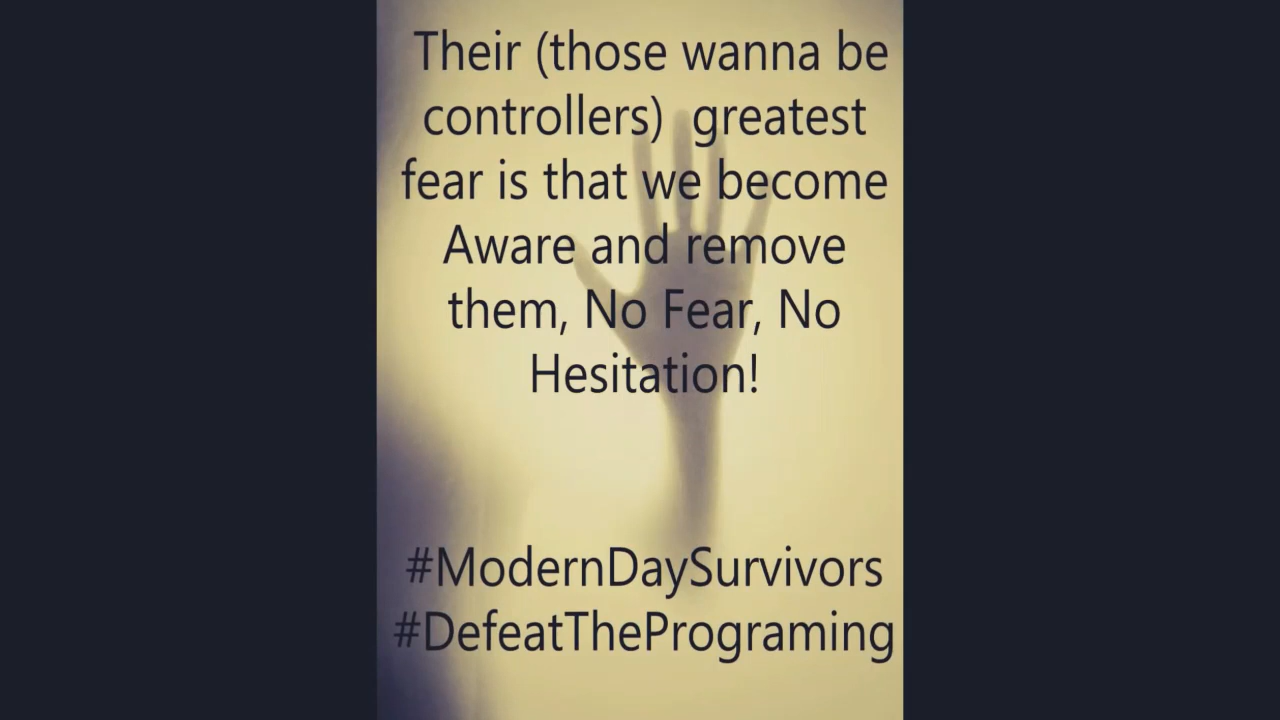 Their (those wanna be
controllers)  greatest
fear is that we become
Aware and remove
them, No Fear, No
Hesitation!
#ModernDaySurvivors
#DefeatThePrograming